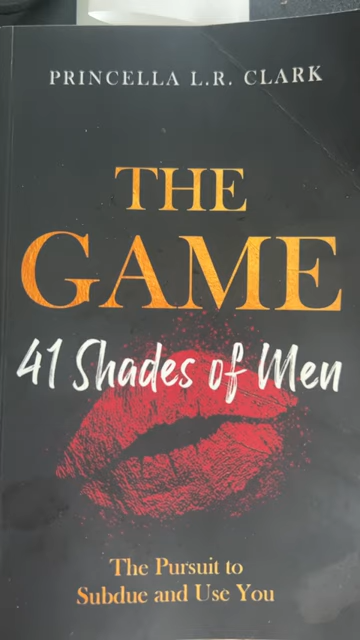 PRINCELLA L.R. CLARK
THE
GAME
41 Shades of Men
The Pursuit to
Subdue and Use You